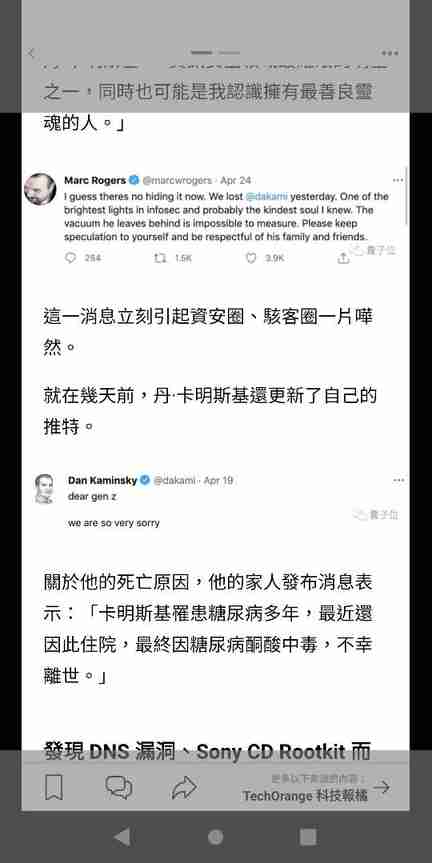 之一，同時也可能是我認識擁有最善良靈
魂的人。」
Marc Rogers @marcwrogers · Apr 24
I guess theres no hiding it now. We lost @dakami yesterday. One of the
brightest lights in infosec and probably the kindest soul I knew. The
vacuum he leaves behind is impossible to measure. Please keep
speculation to yourself and be respectful of his family and friends.
量子位
264
1.5K
3.9K
這一消息立刻引起資安圈、駭客圈一片嘩
然。
就在幾天前，丹·卡明斯基還更新了自己的
推特。
Dan Kaminsky @dakami · Apr 19
dear gen z
we are so very sorry
量子位
關於他的死亡原因，他的家人發布消息表
示：「卡明斯基罹患糖尿病多年，最近還
因此住院，最終因糖尿病酮酸中毒，不幸
離世。」
發現 DNS 漏洞、Sony CD Rootkit 而
更多以下來源的內容：
TechOrange 科技報橘